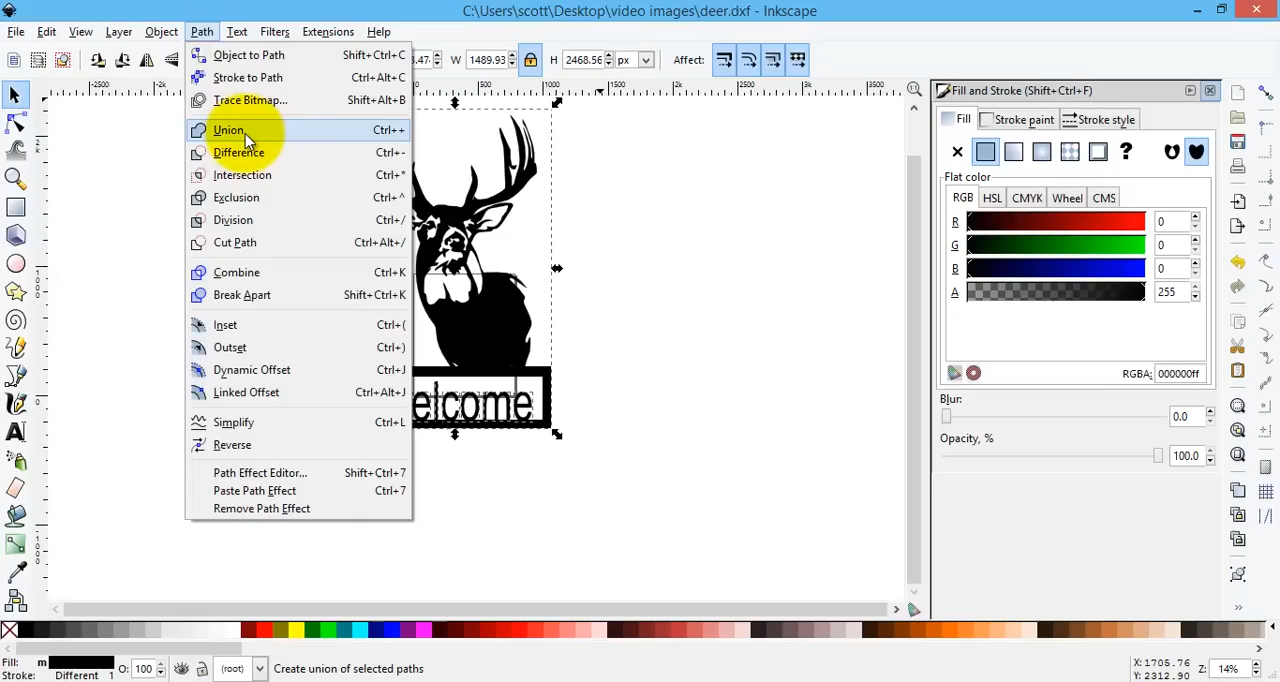 C:\Users\scott\Desktop\video images\deer.dxf - Inkscape
File Edit View Layer Object Path Text Filters Extensions Help
W 1489.93 H 2468.56 px Affect:
Object to Path Shift+Ctrl+C
Stroke to Path Ctrl+Alt+C
Trace Bitmap... Shift+Alt+B
Union Ctrl++
Difference Ctrl+-
Intersection Ctrl+*
Exclusion Ctrl+^
Division Ctrl+/
Cut Path Ctrl+Alt+/
Combine Ctrl+K
Break Apart Shift+Ctrl+K
Inset Ctrl+(
Outset Ctrl+)
Dynamic Offset Ctrl+J
Linked Offset Ctrl+Alt+J
Simplify Ctrl+L
Reverse
Path Effect Editor... Shift+Ctrl+7
Paste Path Effect Ctrl+7
Remove Path Effect
elcome
Fill and Stroke (Shift+Ctrl+F)
Fill Stroke paint Stroke style
?
Flat color
RGB HSL CMYK Wheel CMS
R 0
G 0
B 0
A 255
RGBA: 000000ff
Blur:
0.0
Opacity, %
100.0
Fill: m O: 100 (root) Create union of selected paths X: 1705.76 Z: 14%
Stroke: Different 1 Y: 2312.90